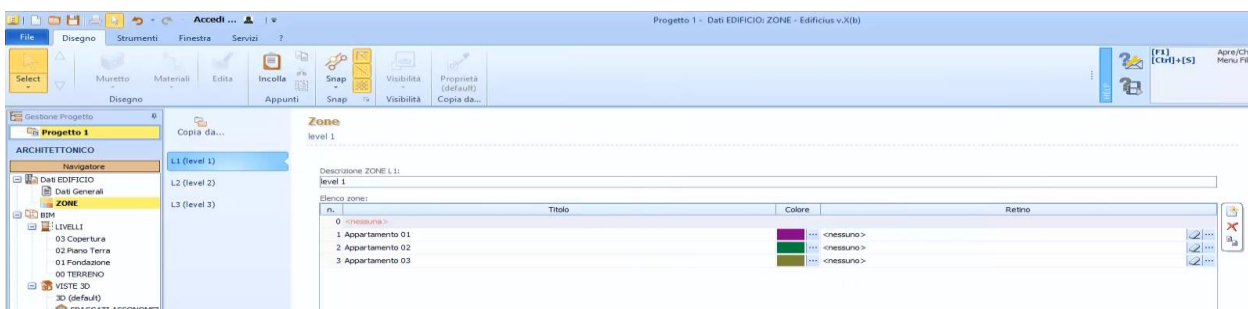 Accedi ...
Progetto 1 - Dati EDIFICIO: ZONE - Edificius v.X(b)
File Disegno Strumenti Finestra Servizi ?
Select Muretto Materiali Edita Incolla Snap Visibilità Proprietà (default)
Disegno Appunti Snap Visibilità Copia da...
HELP
[F1] Apre/Ch
[Ctrl]+[S] Menu Fil
Gestione Progetto
Progetto 1
ARCHITETTONICO
Navigatore
Dati EDIFICIO
Dati Generali
ZONE
BIM
LIVELLI
03 Copertura
02 Piano Terra
01 Fondazione
00 TERRENO
VISTE 3D
3D (default)
Copia da...
L1 (level 1)
L2 (level 2)
L3 (level 3)
Zone
level 1
Descrizione ZONE L1:
level 1
Elenco zone:
n. Titolo Colore Retino
0 <nessuna>
1 Appartamento 01 ... <nessuno> ...
2 Appartamento 02 ... <nessuno> ...
3 Appartamento 03 ... <nessuno> ...